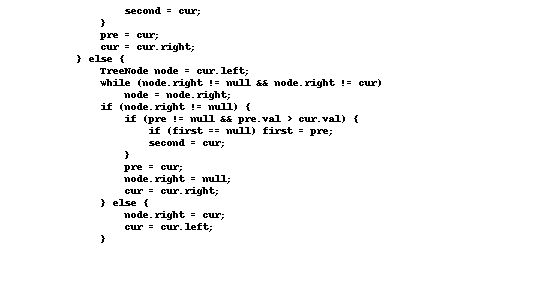 second = cur;
}
pre = cur;
cur = cur.right;
} else {
TreeNode node = cur.left;
while (node.right != null && node.right != cur)
node = node.right;
if (node.right != null) {
if (pre != null && pre.val > cur.val) {
if (first == null) first = pre;
second = cur;
}
pre = cur;
node.right = null;
cur = cur.right;
} else {
node.right = cur;
cur = cur.left;
}